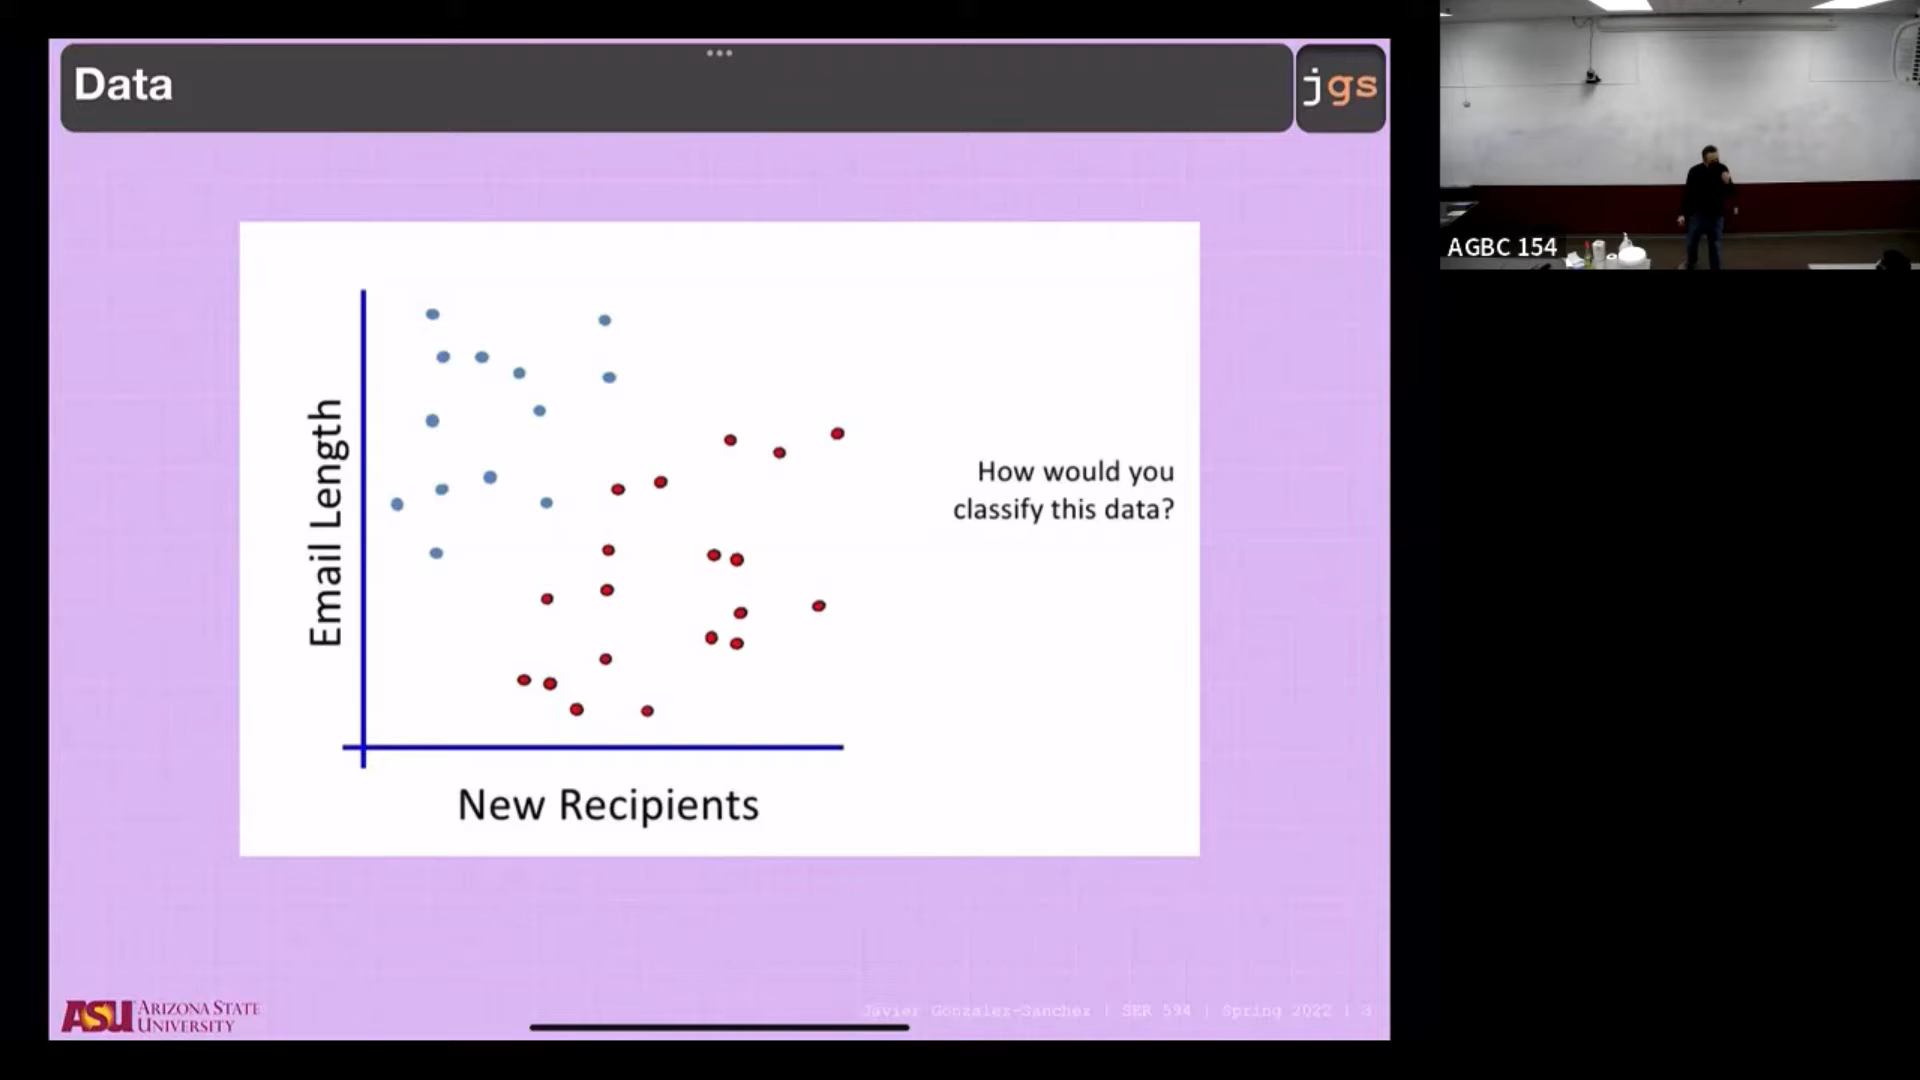 Data
jgs
Email Length
How would you
classify this data?
New Recipients
ASU ARIZONA STATE
UNIVERSITY
Javier Gonzalez-Sanchez | SER 594 | Spring 2022 | 3
AGBC 154